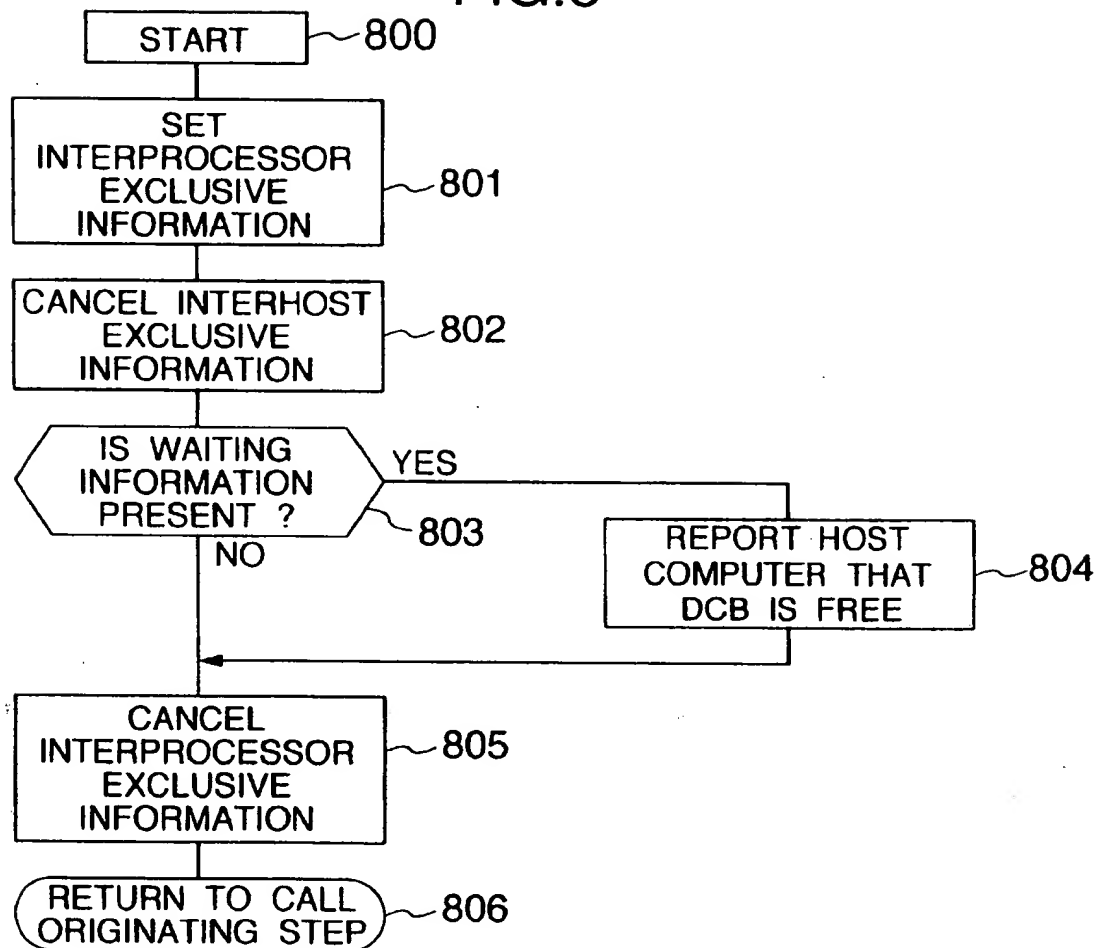 START
800
SET
INTERPROCESSOR
EXCLUSIVE
INFORMATION
801
CANCEL INTERHOST
EXCLUSIVE
INFORMATION
802
IS WAITING
INFORMATION
PRESENT ?
YES
803
NO
REPORT HOST
COMPUTER THAT
DCB IS FREE
804
CANCEL
INTERPROCESSOR
EXCLUSIVE
INFORMATION
805
RETURN TO CALL
ORIGINATING STEP
806